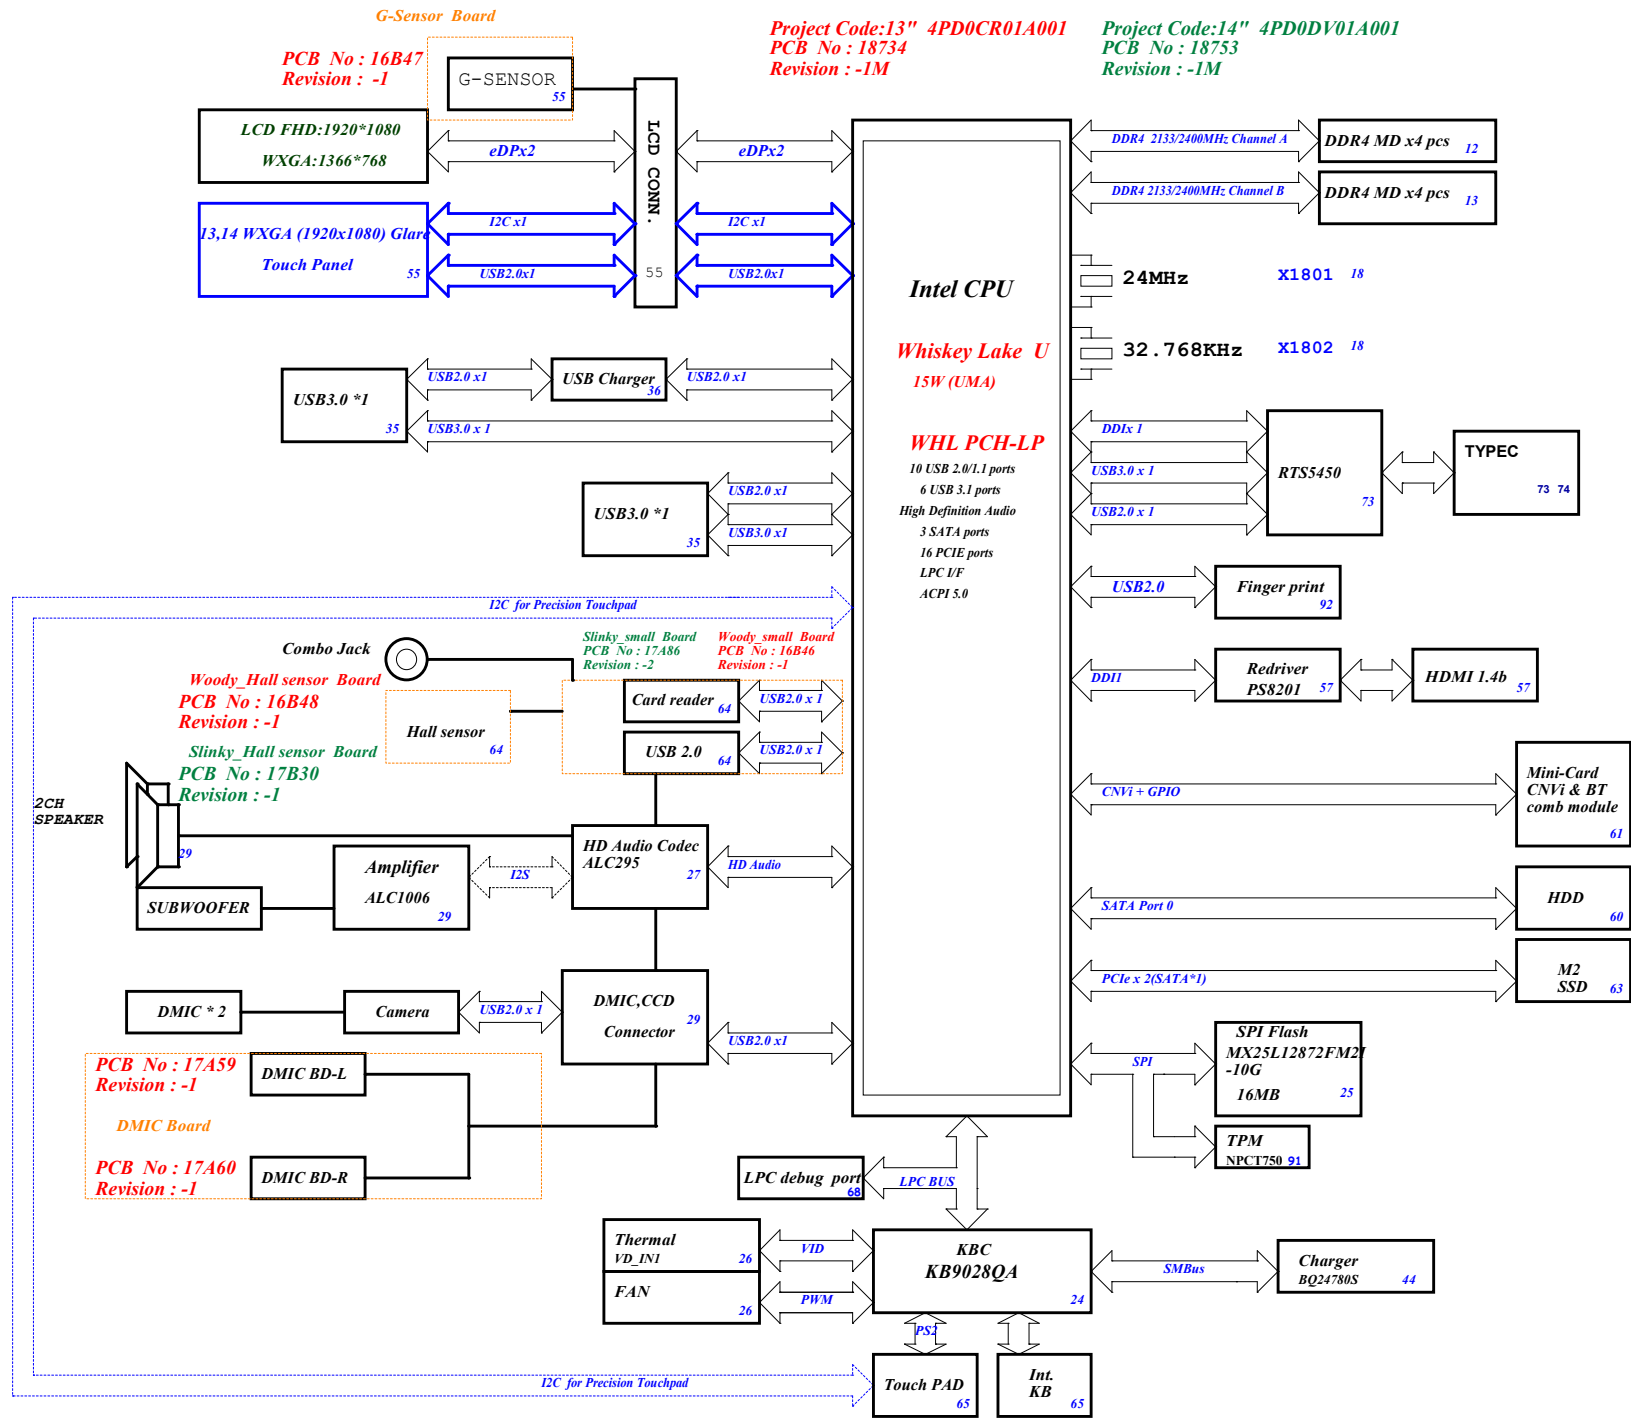 G-Sensor Board
PCB No : 16B47
Revision : -1
G-SENSOR
55
Project Code:13" 4PD0CR01A001
PCB No : 18734
Revision : -1M
Project Code:14" 4PD0DV01A001
PCB No : 18753
Revision : -1M
LCD FHD:1920*1080
WXGA:1366*768
eDPx2
LCD CONN.
55
eDPx2
13,14 WXGA (1920x1080) Glare
Touch Panel
55
I2C x1
I2C x1
USB2.0x1
USB2.0x1
Intel CPU
Whiskey Lake U
15W (UMA)
WHL PCH-LP
10 USB 2.0/1.1 ports
6 USB 3.1 ports
High Definition Audio
3 SATA ports
16 PCIE ports
LPC I/F
ACPI 5.0
DDR4 2133/2400MHz Channel A
DDR4 MD x4 pcs
12
DDR4 2133/2400MHz Channel B
DDR4 MD x4 pcs
13
24MHz
X1801
18
32.768KHz
X1802
18
USB3.0 *1
35
USB2.0 x1
USB Charger
36
USB2.0 x1
USB3.0 x 1
USB3.0 *1
35
USB2.0 x1
USB3.0 x1
DDIx 1
USB3.0 x 1
USB2.0 x 1
RTS5450
73
TYPEC
73 74
USB2.0
Finger print
92
I2C for Precision Touchpad
Combo Jack
Slinky_small Board
PCB No : 17A86
Revision : -2
Woody_small Board
PCB No : 16B46
Revision : -1
Woody_Hall sensor Board
PCB No : 16B48
Revision : -1
Slinky_Hall sensor Board
PCB No : 17B30
Revision : -1
Hall sensor
64
Card reader
64
USB2.0 x 1
USB 2.0
64
USB2.0 x 1
DDI1
Redriver
PS8201
57
HDMI 1.4b
57
CNVi + GPIO
Mini-Card
CNVi & BT
comb module
61
2CH
SPEAKER
29
Amplifier
ALC1006
29
I2S
HD Audio Codec
ALC295
27
HD Audio
SUBWOOFER
SATA Port 0
HDD
60
PCIe x 2(SATA*1)
M2
SSD
63
DMIC * 2
Camera
USB2.0 x 1
DMIC,CCD
Connector
29
USB2.0 x1
PCB No : 17A59
Revision : -1
DMIC BD-L
DMIC Board
PCB No : 17A60
Revision : -1
DMIC BD-R
SPI
SPI Flash
MX25L12872FM2I
-10G
16MB
25
TPM
NPCT750 91
LPC debug port
68
LPC BUS
Thermal
VD_IN1
26
VID
FAN
26
PWM
KBC
KB9028QA
24
SMBus
Charger
BQ24780S
44
PS2
I2C for Precision Touchpad
Touch PAD
65
Int.
KB
65